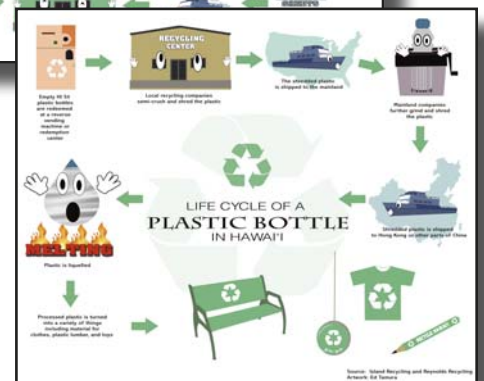 RECYCLING
CENTER
Empty HI 5¢
plastic bottles
are redeemed
at a reverse
vending
machine or
redemption
center
Local recycling companies
semi-crush and shred the plastic
The shredded plastic
is shipped to the mainland
Mainland companies
further grind and shred
the plastic
LIFE CYCLE OF A
PLASTIC BOTTLE
IN HAWAI'I
Shredded plastic is shipped
to Hong Kong or other parts of China
MELTING
Plastic is liquefied
Processed plastic is turned
into a variety of things
including material for
clothes, plastic lumber, and toys
Source: Island Recycling and Reynolds Recycling
Artwork: Ed Tamura